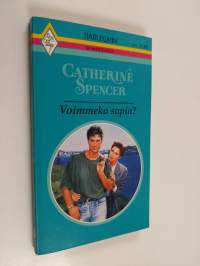 HARLEQUIN
CATHERINE
SPENCER
Voimmeko sopia?